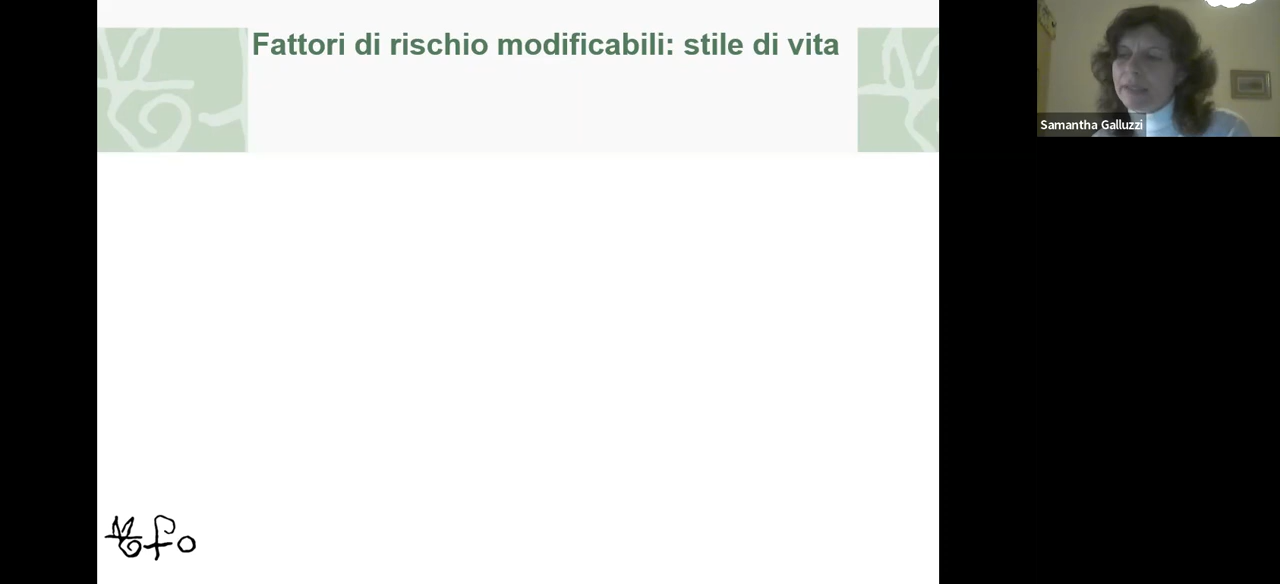 Fattori di rischio modificabili: stile di vita
Samantha Galluzzi